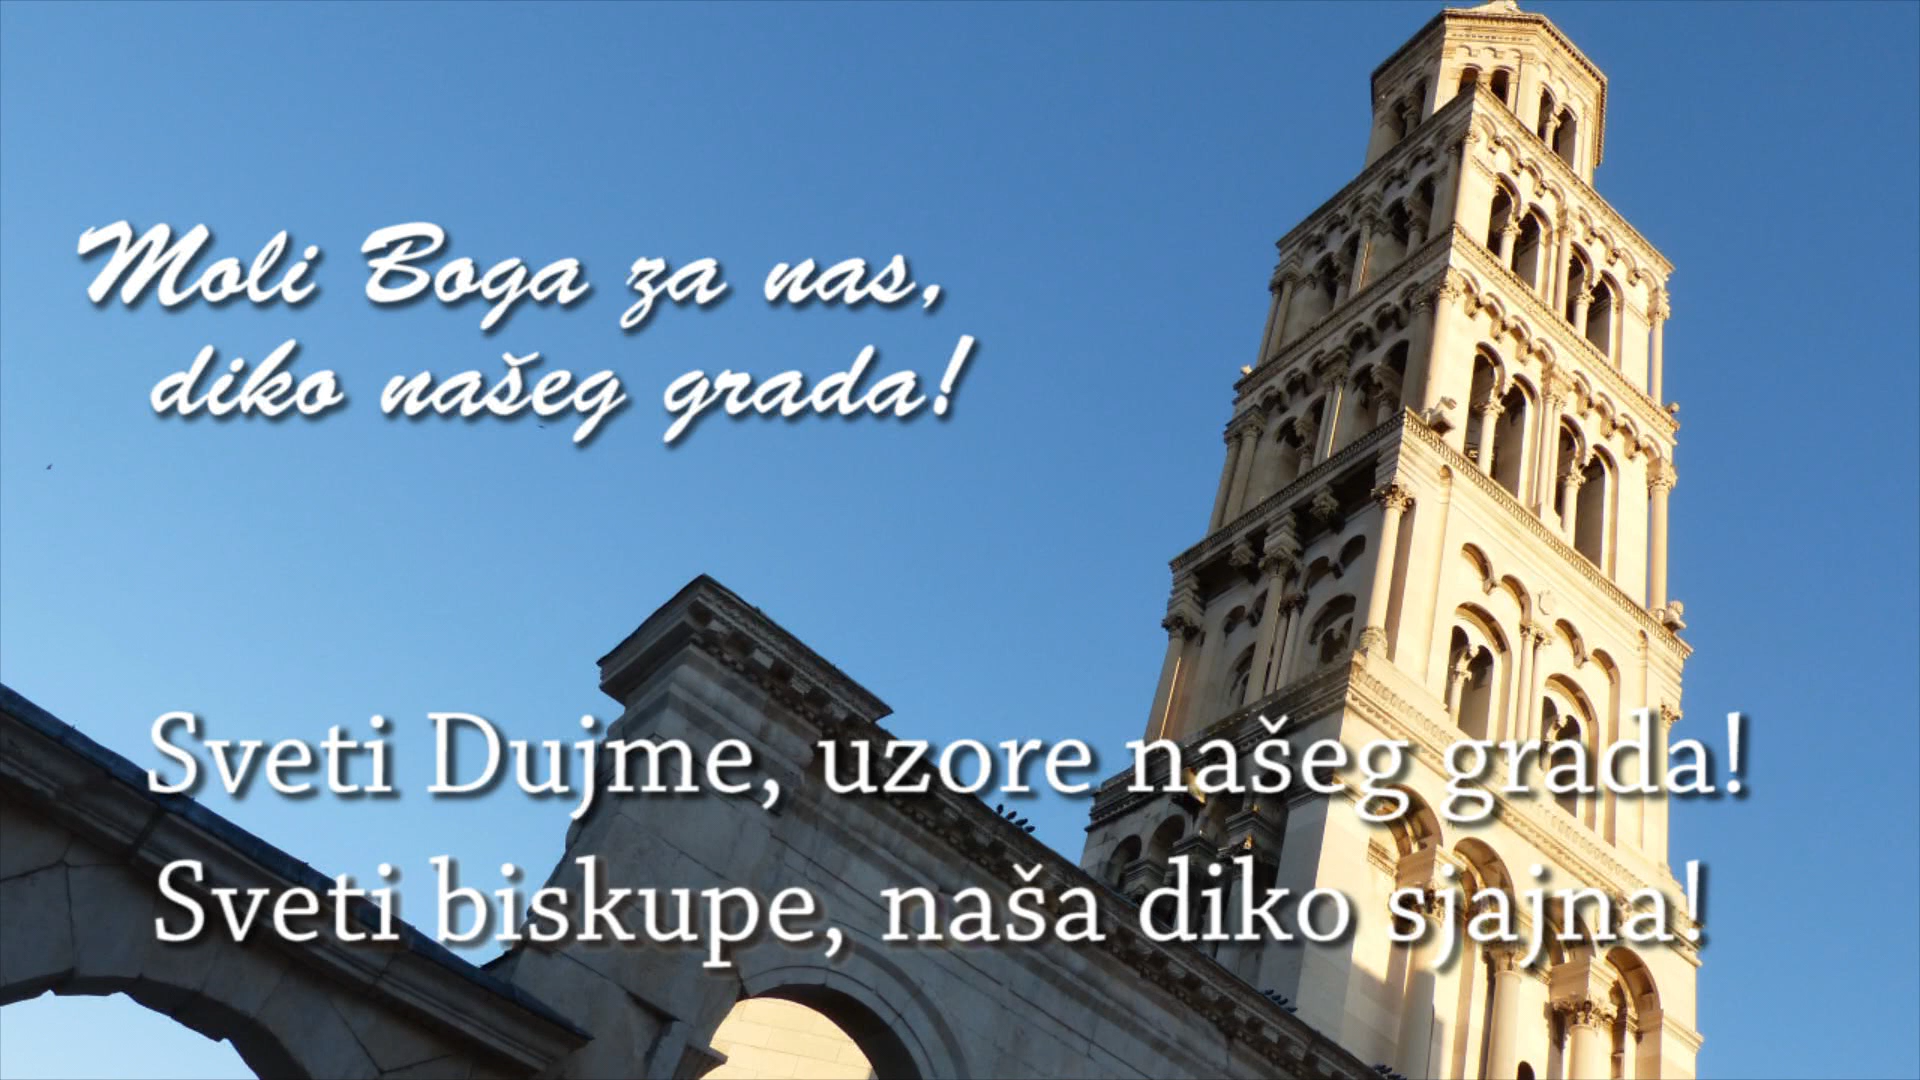 Moli Boga za nas,
diko našeg grada!
Sveti Dujme, uzore našeg grada!
Sveti biskupe, naša diko sjajna!